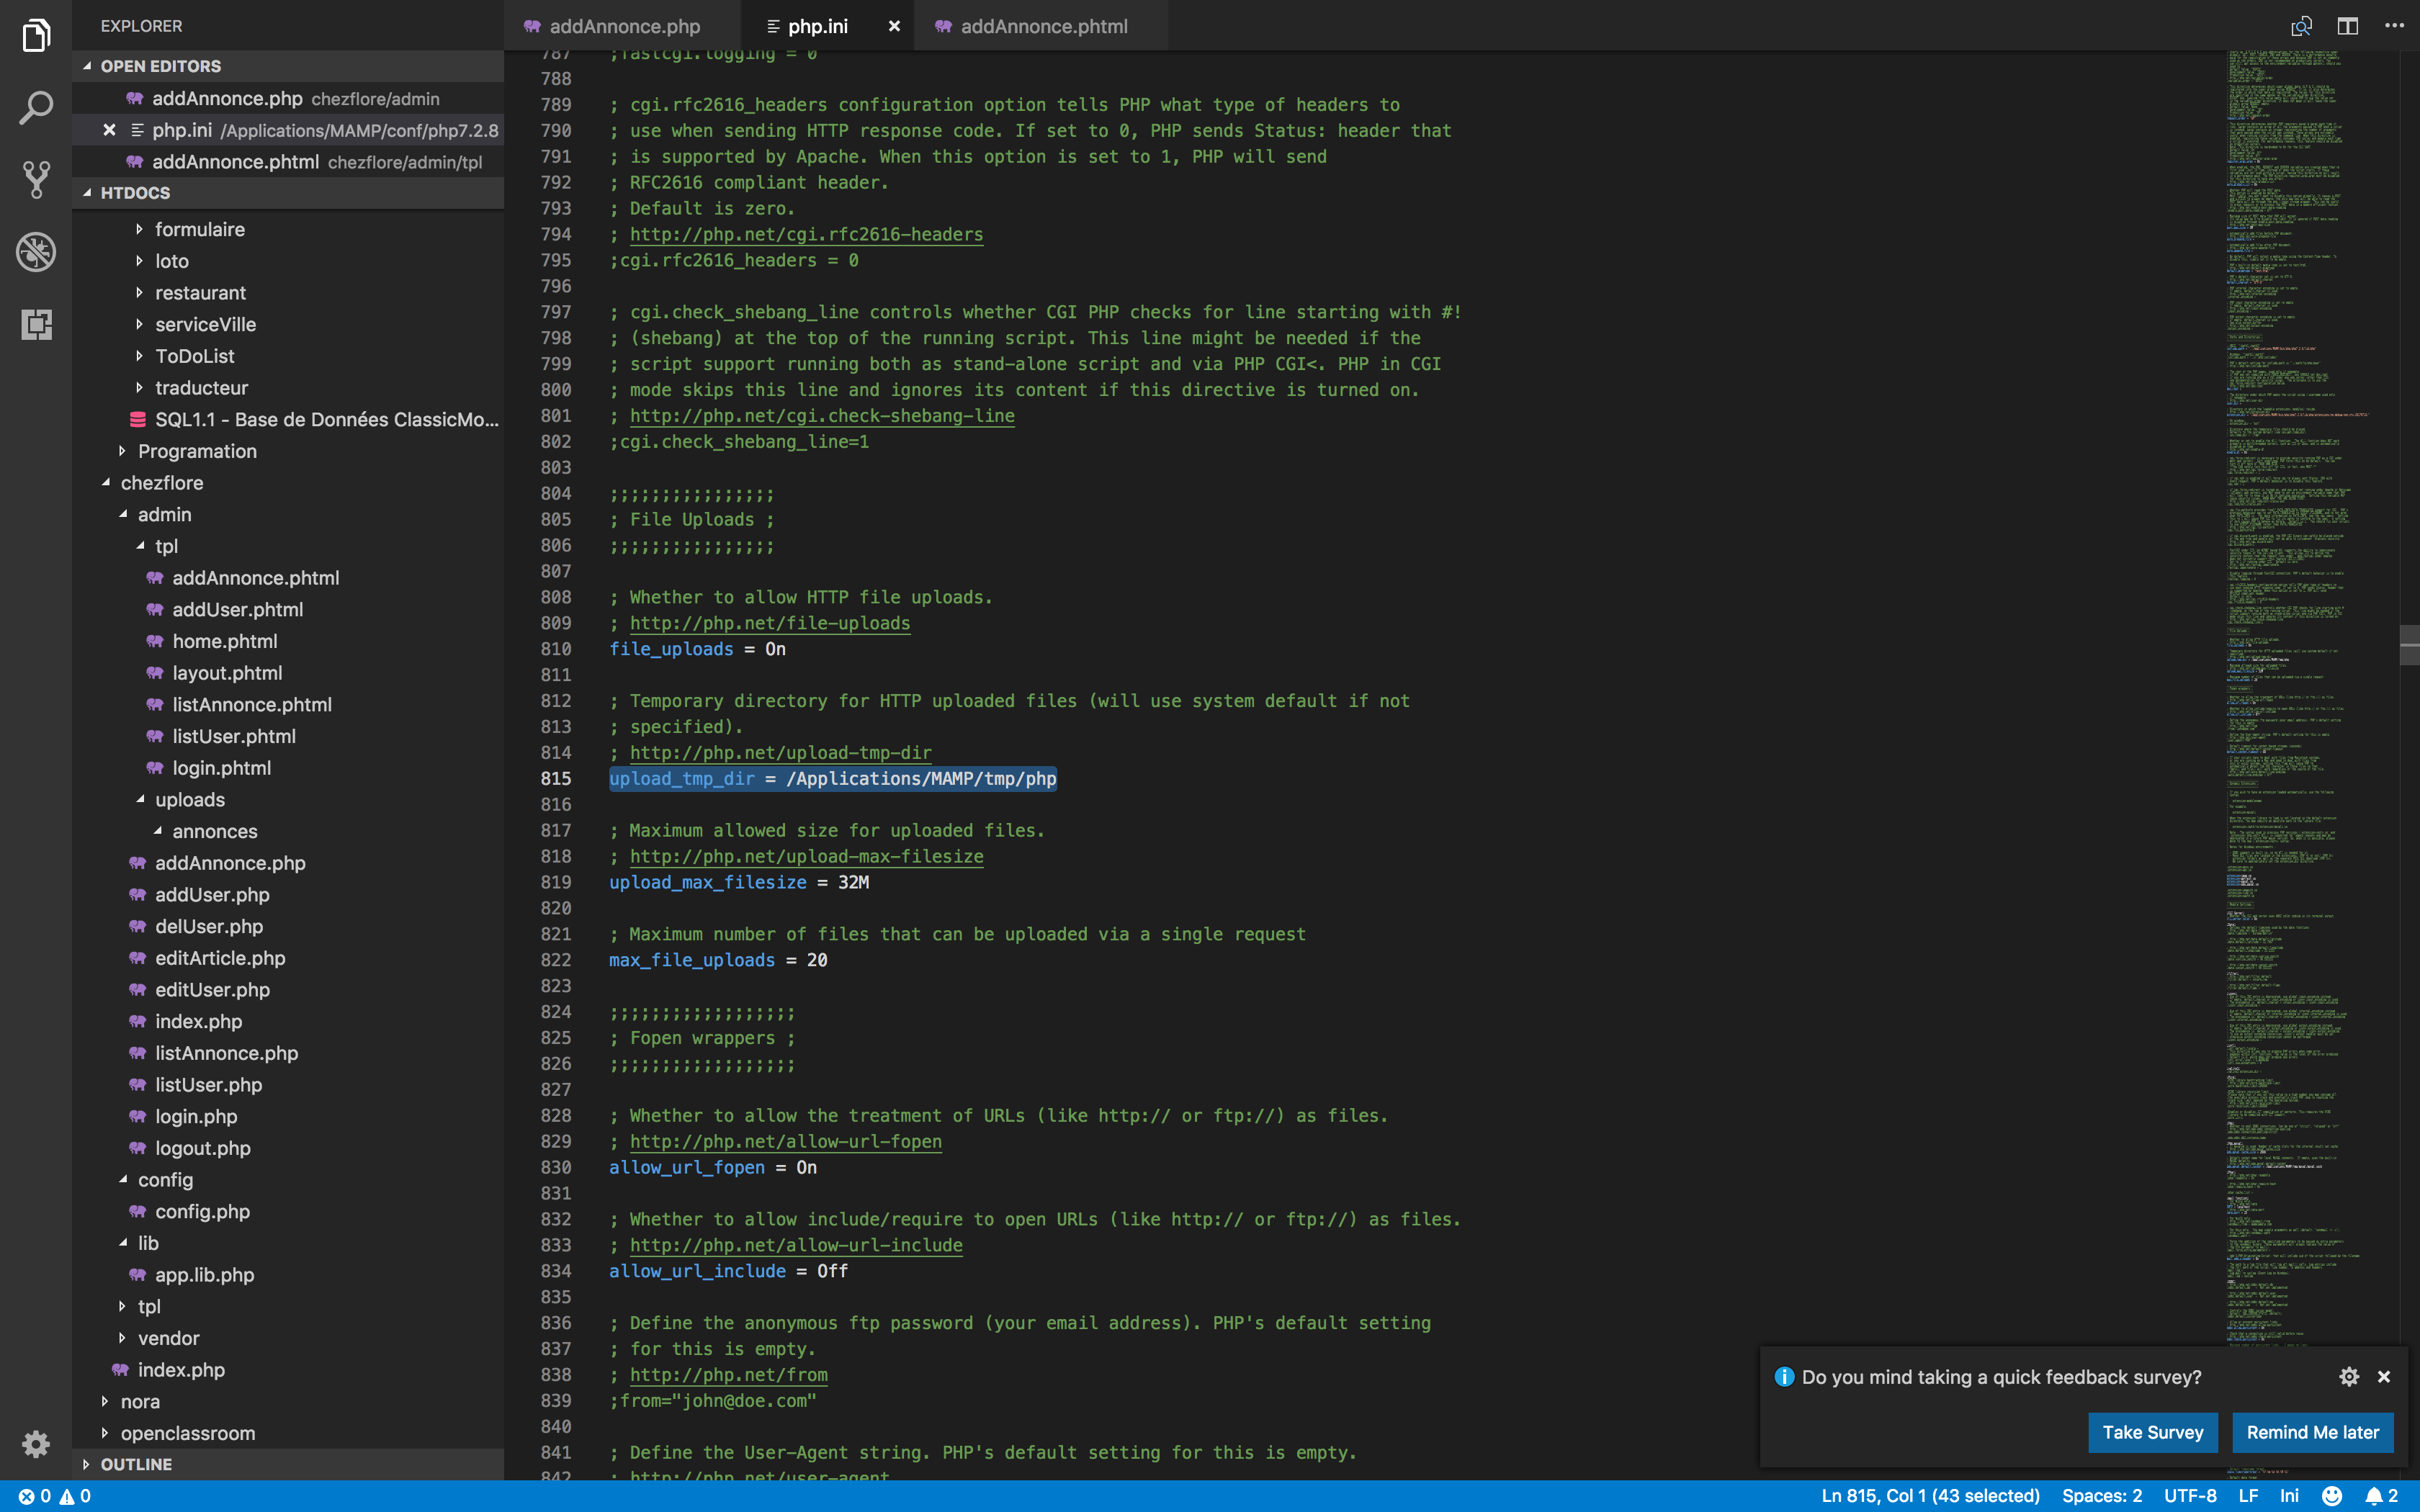 EXPLORER
OPEN EDITORS
addAnnonce.php chezflore/admin
php.ini /Applications/MAMP/conf/php7.2.8
addAnnonce.phtml chezflore/admin/tpl
HTDOCS
formulaire
loto
restaurant
serviceVille
ToDoList
traducteur
SQL1.1 - Base de Données ClassicMo...
Programation
chezflore
admin
tpl
addAnnonce.phtml
addUser.phtml
home.phtml
layout.phtml
listAnnonce.phtml
listUser.phtml
login.phtml
uploads
annonces
addAnnonce.php
addUser.php
delUser.php
editArticle.php
editUser.php
index.php
listAnnonce.php
listUser.php
login.php
logout.php
config
config.php
lib
app.lib.php
tpl
vendor
index.php
nora
openclassroom
OUTLINE
addAnnonce.php
php.ini
addAnnonce.phtml
787 ;fastcgi.logging = 0
788
789 ; cgi.rfc2616_headers configuration option tells PHP what type of headers to
790 ; use when sending HTTP response code. If set to 0, PHP sends Status: header that
791 ; is supported by Apache. When this option is set to 1, PHP will send
792 ; RFC2616 compliant header.
793 ; Default is zero.
794 ; http://php.net/cgi.rfc2616-headers
795 ;cgi.rfc2616_headers = 0
796
797 ; cgi.check_shebang_line controls whether CGI PHP checks for line starting with #!
798 ; (shebang) at the top of the running script. This line might be needed if the
799 ; script support running both as stand-alone script and via PHP CGI<. PHP in CGI
800 ; mode skips this line and ignores its content if this directive is turned on.
801 ; http://php.net/cgi.check-shebang-line
802 ;cgi.check_shebang_line=1
803
804 ;;;;;;;;;;;;;;;;
805 ; File Uploads ;
806 ;;;;;;;;;;;;;;;;
807
808 ; Whether to allow HTTP file uploads.
809 ; http://php.net/file-uploads
810 file_uploads = On
811
812 ; Temporary directory for HTTP uploaded files (will use system default if not
813 ; specified).
814 ; http://php.net/upload-tmp-dir
815 upload_tmp_dir = /Applications/MAMP/tmp/php
816
817 ; Maximum allowed size for uploaded files.
818 ; http://php.net/upload-max-filesize
819 upload_max_filesize = 32M
820
821 ; Maximum number of files that can be uploaded via a single request
822 max_file_uploads = 20
823
824 ;;;;;;;;;;;;;;;;;;
825 ; Fopen wrappers ;
826 ;;;;;;;;;;;;;;;;;;
827
828 ; Whether to allow the treatment of URLs (like http:// or ftp://) as files.
829 ; http://php.net/allow-url-fopen
830 allow_url_fopen = On
831
832 ; Whether to allow include/require to open URLs (like http:// or ftp://) as files.
833 ; http://php.net/allow-url-include
834 allow_url_include = Off
835
836 ; Define the anonymous ftp password (your email address). PHP's default setting
837 ; for this is empty.
838 ; http://php.net/from
839 ;from="john@doe.com"
840
841 ; Define the User-Agent string. PHP's default setting for this is empty.
842 ; http://php.net/user-agent
Do you mind taking a quick feedback survey?
Take Survey
Remind Me later
0 0
Ln 815, Col 1 (43 selected) Spaces: 2 UTF-8 LF Ini 2